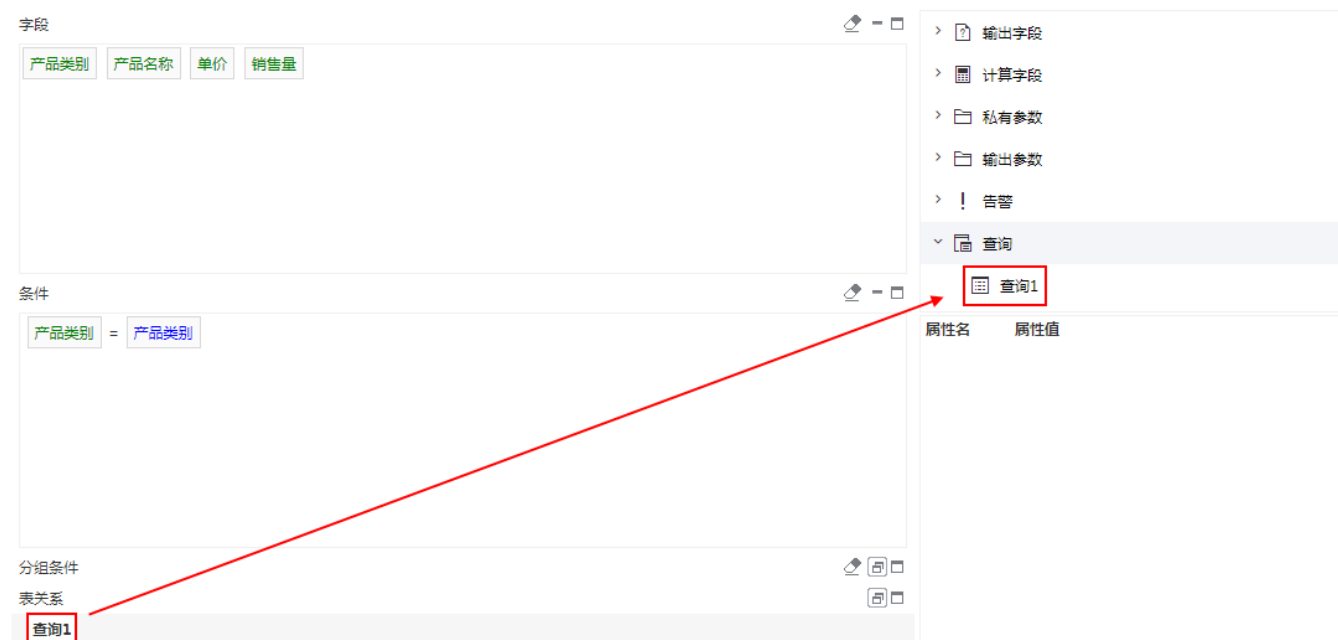 字段
产品类别 产品名称 单价 销售量
条件
产品类别 = 产品类别
分组条件
表关系
查询1
输出字段
计算字段
私有参数
输出参数
告警
查询
查询1
属性名 属性值